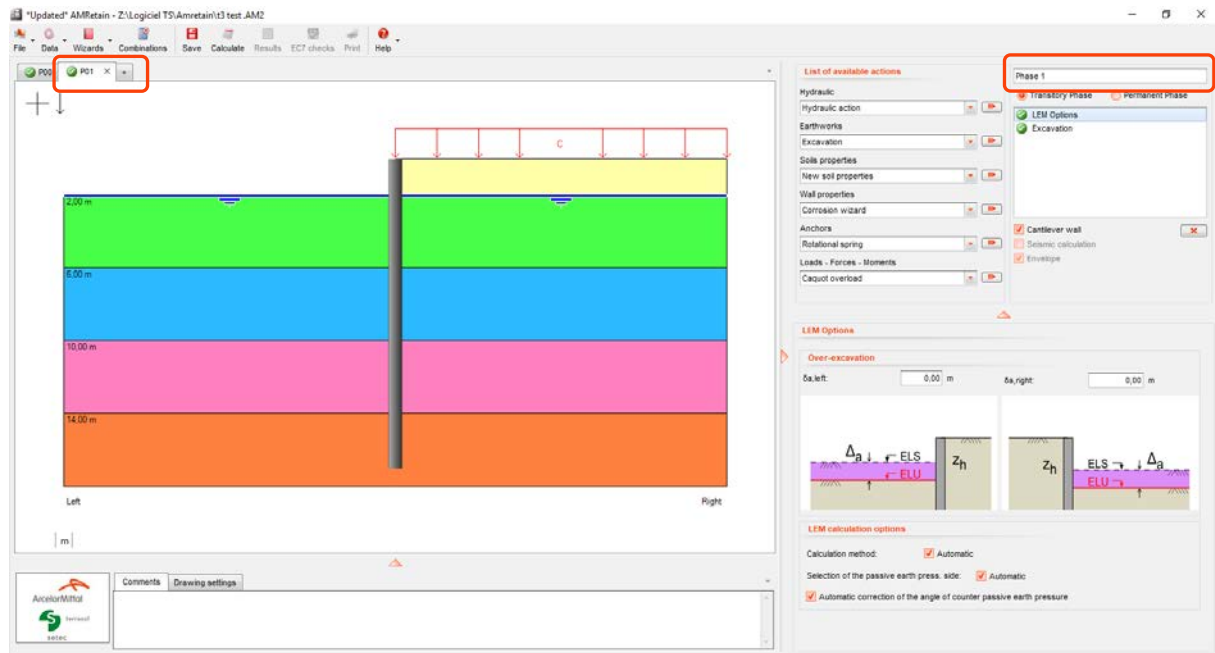 "Updated" AMRetain - Z:\Logiciel TS\Amretain\t3 test .AM2
File Data Wizards Combinations Save Calculate Results EC7 checks Print Help
P00 P01 × +
C
2,00 m
6,00 m
10,00 m
14,00 m
Left Right
m
Comments Drawing settings
ArcelorMittal
terrasol
setec
List of available actions
Hydraulic
Hydraulic action
Earthworks
Excavation
Soils properties
New soil properties
Wall properties
Corrosion wizard
Anchors
Rotational spring
Loads - Forces - Moments
Caquot overload
Phase 1
Transitory Phase Permanent Phase
LEM Options
Excavation
Cantilever wall
Seismic calculation
Envelope
LEM Options
Over-excavation
δa,left: 0,00 m δa,right: 0,00 m
Δa ELS ELU zh
zh ELS ELU Δa
LEM calculation options
Calculation method: Automatic
Selection of the passive earth press. side: Automatic
Automatic correction of the angle of counter passive earth pressure